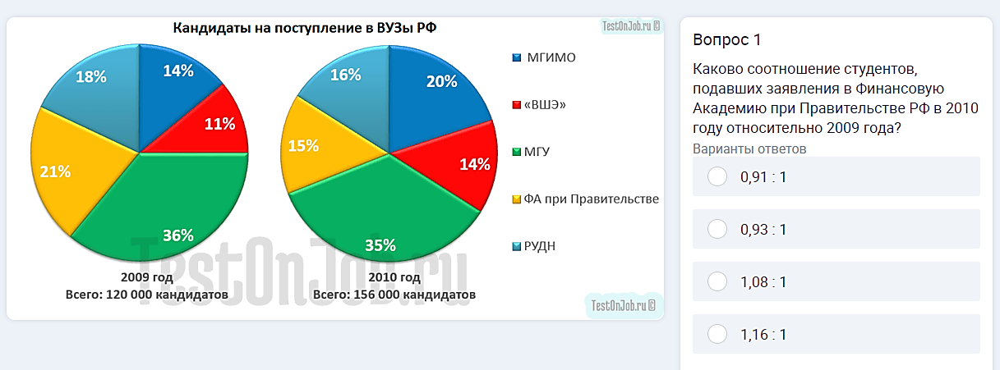 Кандидаты на поступление в ВУЗы РФ
TestOnJob.ru ©
14%
11%
36%
21%
18%
20%
14%
35%
15%
16%
МГИМО
«ВШЭ»
МГУ
ФА при Правительстве
РУДН
TestOnJob.ru
2009 год
Всего: 120 000 кандидатов
2010 год
Всего: 156 000 кандидатов
TestOnJob.ru ©
Вопрос 1
Каково соотношение студентов,
подавших заявления в Финансовую
Академию при Правительстве РФ в 2010
году относительно 2009 года?
Варианты ответов
0,91 : 1
0,93 : 1
1,08 : 1
1,16 : 1